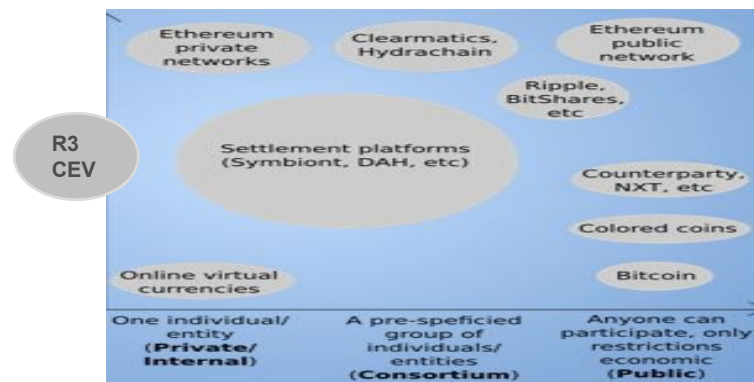 Ethereum
private
networks
Clearmatics,
Hydrachain
Ethereum
public
network
Ripple,
BitShares,
etc
R3
CEV
Settlement platforms
(Symbiont, DAH, etc)
Counterparty,
NXT, etc
Colored coins
Online virtual
currencies
Bitcoin
One individual/
entity
(Private/
Internal)
A pre-speficied
group of
individuals/
entities
(Consortium)
Anyone can
participate, only
restrictions
economic
(Public)